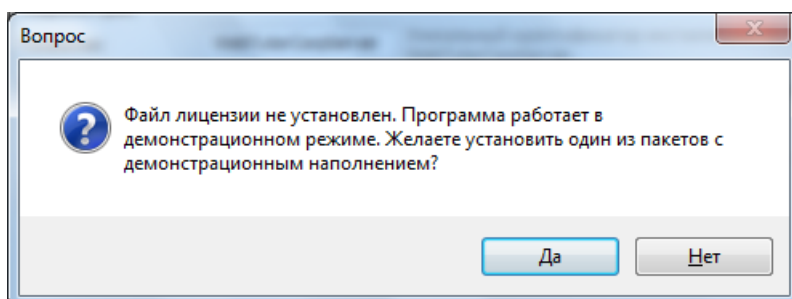 Вопрос
Файл лицензии не установлен. Программа работает в
демонстрационном режиме. Желаете установить один из пакетов с
демонстрационным наполнением?
Да
Нет